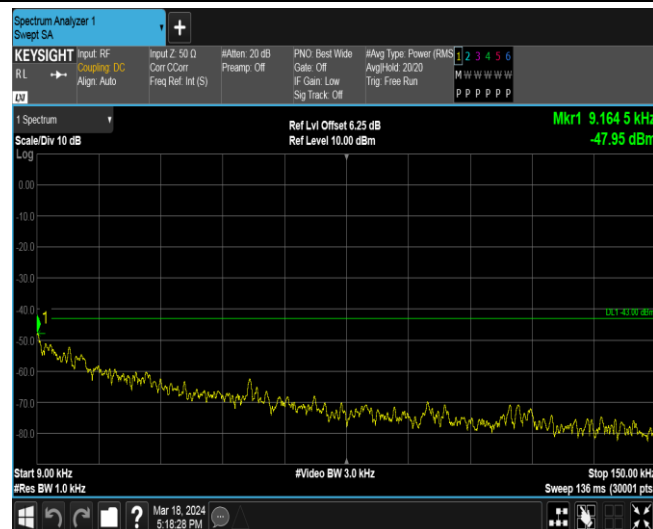 Spectrum Analyzer 1
Swept SA
+
KEYSIGHT
RL
LXI
Input: RF
Coupling: DC
Align: Auto
Input Z: 50 Ω
Corr CCorr
Freq Ref: Int (S)
#Atten: 20 dB
Preamp: Off
PNO: Best Wide
Gate: Off
IF Gain: Low
Sig Track: Off
#Avg Type: Power (RMS
Avg|Hold: 20/20
Trig: Free Run
1 2 3 4 5 6
M W W W W W
P P P P P P
1 Spectrum
Scale/Div 10 dB
Ref Lvl Offset 6.25 dB
Ref Level 10.00 dBm
Mkr1 9.164 5 kHz
-47.95 dBm
Log
0.00
-10.0
-20.0
-30.0
-40.0
1
DL1 -43.00 dBm
-50.0
-60.0
-70.0
-80.0
Start 9.00 kHz
#Video BW 3.0 kHz
Stop 150.00 kHz
#Res BW 1.0 kHz
Sweep 136 ms (30001 pts)
?
Mar 18, 2024
5:18:28 PM